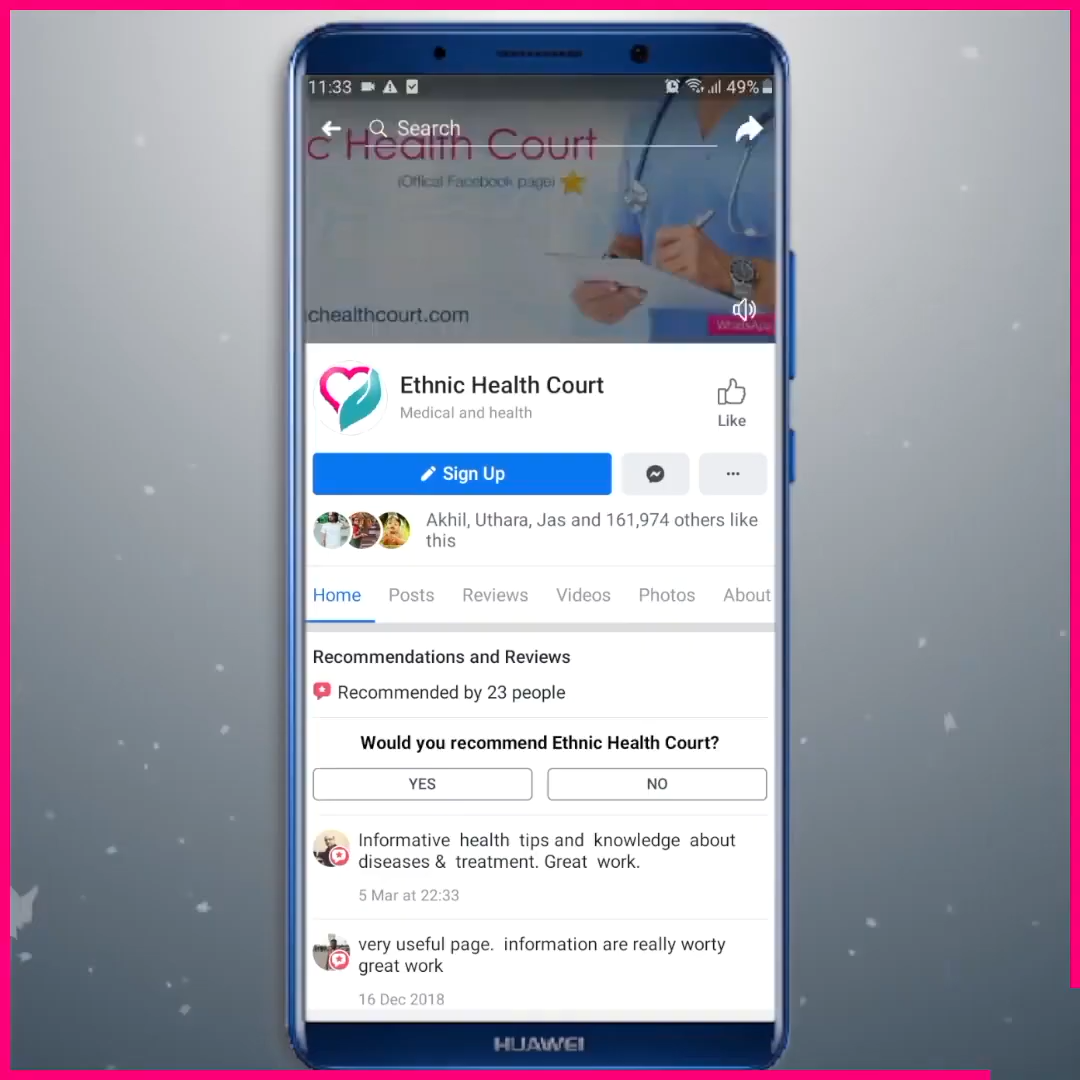 11:33
49%
Search
c Health Court
(Offical Facebook page)
chealthcourt.com
WhatsApp
Ethnic Health Court
Medical and health
Like
Sign Up
Akhil, Uthara, Jas and 161,974 others like
this
Home Posts Reviews Videos Photos About
Recommendations and Reviews
Recommended by 23 people
Would you recommend Ethnic Health Court?
YES NO
Informative health tips and knowledge about
diseases & treatment. Great work.
5 Mar at 22:33
very useful page. information are really worty
great work
16 Dec 2018
HUAWEI